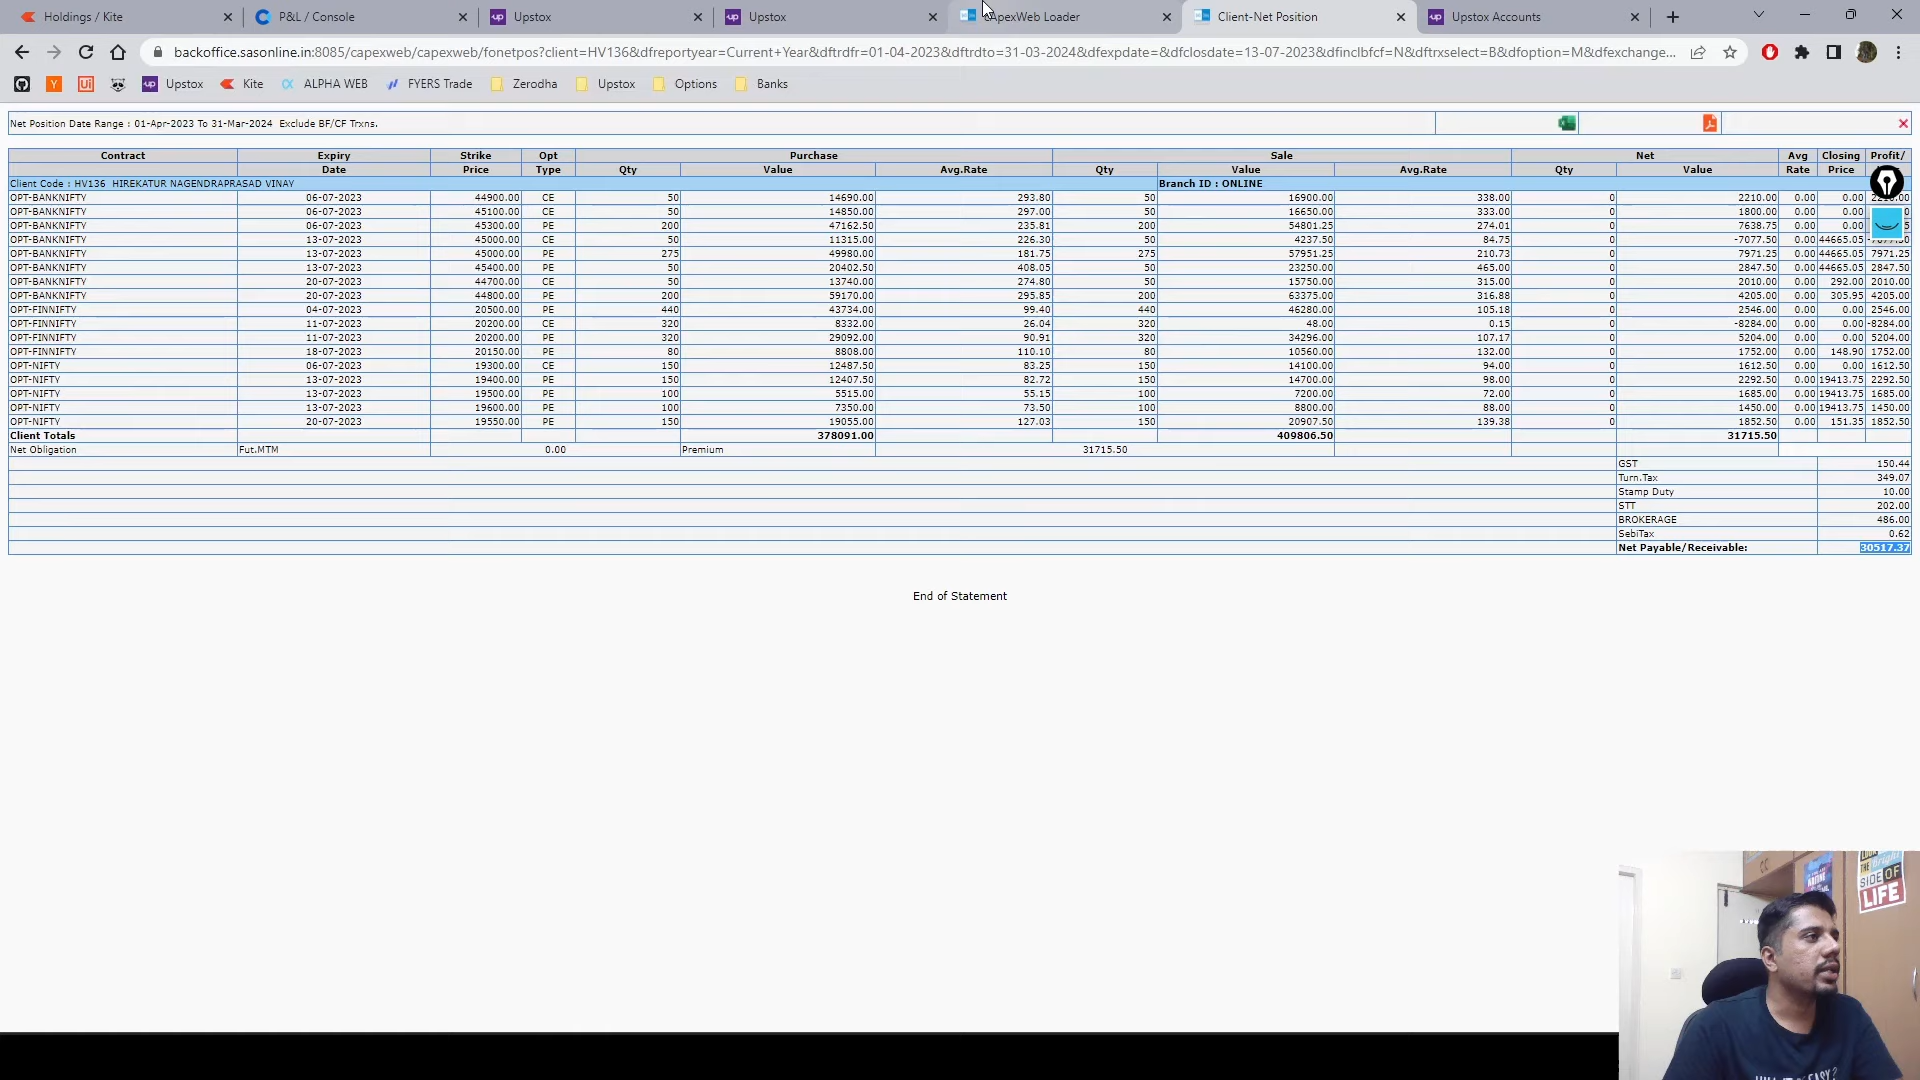 Holdings / Kite
P&L / Console
Upstox
Upstox
ApexWeb Loader
Client-Net Position
Upstox Accounts
backoffice.sasonline.in:8085/capexweb/capexweb/fonetpos?client=HV136&dfreportyear=Current+Year&dftrdfr=01-04-2023&dftrdto=31-03-2024&dfexpdate=&dfclosdate=13-07-2023&dfinclbfcf=N&dftrxselect=B&dfoption=M&dfexchange...
Upstox Kite ALPHA WEB FYERS Trade Zerodha Upstox Options Banks
Net Position Date Range : 01-Apr-2023 To 31-Mar-2024 Exclude BF/CF Trxns.
Contract Expiry Strike Opt Purchase Sale Net Avg Closing Profit/
Date Price Type Qty Value Avg.Rate Qty Value Avg.Rate Qty Value Rate Price
Client Code : HV136 HIREKATUR NAGENDRAPRASAD VINAY Branch ID : ONLINE
OPT-BANKNIFTY 06-07-2023 44900.00 CE 50 14690.00 293.80 50 16900.00 338.00 0 2210.00 0.00 0.00
OPT-BANKNIFTY 06-07-2023 45100.00 CE 50 14850.00 297.00 50 16650.00 333.00 0 1800.00 0.00 0.00
OPT-BANKNIFTY 06-07-2023 45300.00 PE 200 47162.50 235.81 200 54801.25 274.01 0 7638.75 0.00 0.00
OPT-BANKNIFTY 13-07-2023 45000.00 CE 50 11315.00 226.30 50 4237.50 84.75 0 -7077.50 0.00 44665.05
OPT-BANKNIFTY 13-07-2023 45000.00 PE 275 49980.00 181.75 275 57951.25 210.73 0 7971.25 0.00 44665.05 7971.25
OPT-BANKNIFTY 13-07-2023 45400.00 PE 50 20402.50 408.05 50 23250.00 465.00 0 2847.50 0.00 44665.05 2847.50
OPT-BANKNIFTY 20-07-2023 44700.00 CE 50 13740.00 274.80 50 15750.00 315.00 0 2010.00 0.00 292.00 2010.00
OPT-BANKNIFTY 20-07-2023 44800.00 PE 200 59170.00 295.85 200 63375.00 316.88 0 4205.00 0.00 305.95 4205.00
OPT-FINNIFTY 04-07-2023 20500.00 PE 440 43734.00 99.40 440 46280.00 105.18 0 2546.00 0.00 0.00 2546.00
OPT-FINNIFTY 11-07-2023 20200.00 CE 320 8332.00 26.04 320 48.00 0.15 0 -8284.00 0.00 0.00 -8284.00
OPT-FINNIFTY 11-07-2023 20200.00 PE 320 29092.00 90.91 320 34296.00 107.17 0 5204.00 0.00 0.00 5204.00
OPT-FINNIFTY 18-07-2023 20150.00 PE 80 8808.00 110.10 80 10560.00 132.00 0 1752.00 0.00 148.90 1752.00
OPT-NIFTY 06-07-2023 19300.00 CE 150 12487.50 83.25 150 14100.00 94.00 0 1612.50 0.00 0.00 1612.50
OPT-NIFTY 13-07-2023 19400.00 PE 150 12407.50 82.72 150 14700.00 98.00 0 2292.50 0.00 19413.75 2292.50
OPT-NIFTY 13-07-2023 19500.00 PE 100 5515.00 55.15 100 7200.00 72.00 0 1685.00 0.00 19413.75 1685.00
OPT-NIFTY 13-07-2023 19600.00 PE 100 7350.00 73.50 100 8800.00 88.00 0 1450.00 0.00 19413.75 1450.00
OPT-NIFTY 20-07-2023 19550.00 PE 150 19055.00 127.03 150 20907.50 139.38 0 1852.50 0.00 151.35 1852.50
Client Totals 378091.00 409806.50 31715.50
Net Obligation Fut.MTM 0.00 Premium 31715.50
GST 150.44
Turn.Tax 349.07
Stamp Duty 10.00
STT 202.00
BROKERAGE 486.00
SebiTax 0.62
Net Payable/Receivable: 30517.37
End of Statement
THE Bright
SIDE OF
LIFE